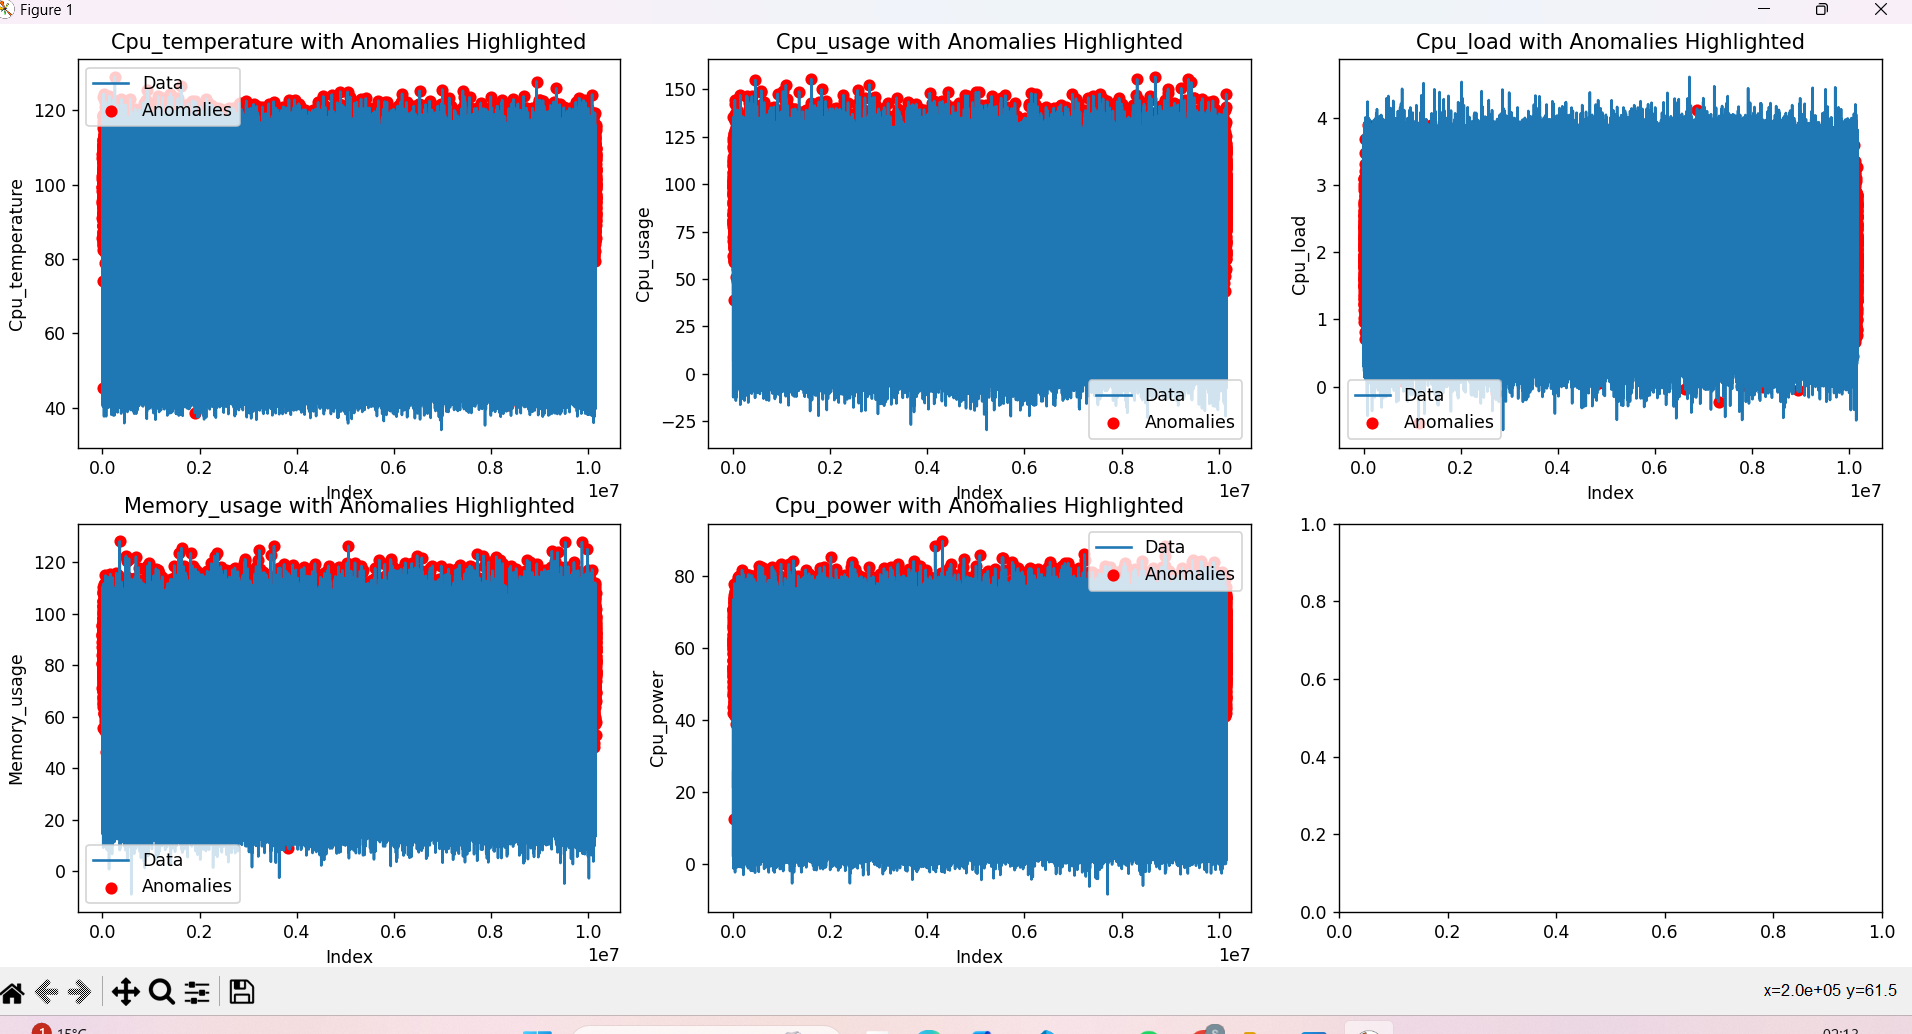 Figure 1
Cpu_temperature with Anomalies Highlighted
Data
Anomalies
120
100
80
60
40
Cpu_temperature
0.0 0.2 0.4 0.6 0.8 1.0
1e7
Index
Cpu_usage with Anomalies Highlighted
150
125
100
75
50
25
0
−25
Cpu_usage
Data
Anomalies
0.0 0.2 0.4 0.6 0.8 1.0
1e7
Index
Cpu_load with Anomalies Highlighted
4
3
2
1
0
Cpu_load
Data
Anomalies
0.0 0.2 0.4 0.6 0.8 1.0
1e7
Index
Memory_usage with Anomalies Highlighted
120
100
80
60
40
20
0
Memory_usage
Data
Anomalies
0.0 0.2 0.4 0.6 0.8 1.0
1e7
Index
Cpu_power with Anomalies Highlighted
Data
Anomalies
80
60
40
20
0
Cpu_power
0.0 0.2 0.4 0.6 0.8 1.0
1e7
Index
1.0
0.8
0.6
0.4
0.2
0.0
0.0 0.2 0.4 0.6 0.8 1.0
x=2.0e+05 y=61.5
1
15°C